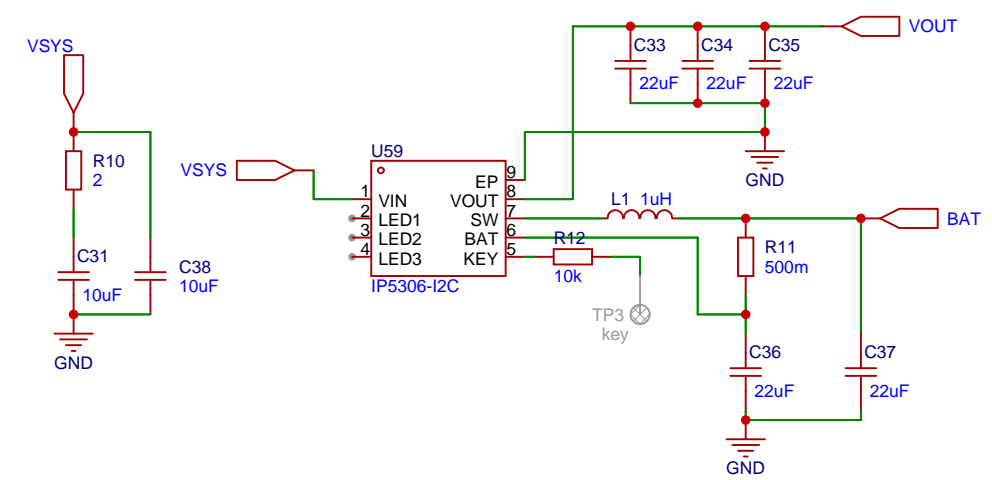 VSYS
R10
2
C31
10uF
C38
10uF
GND
VSYS
U59
1
VIN
2
LED1
3
LED2
4
LED3
EP
9
VOUT
8
SW
7
BAT
6
KEY
5
IP5306-I2C
C33
22uF
C34
22uF
C35
22uF
VOUT
GND
L1 1uH
R12
10k
TP3
key
R11
500m
BAT
C36
22uF
C37
22uF
GND